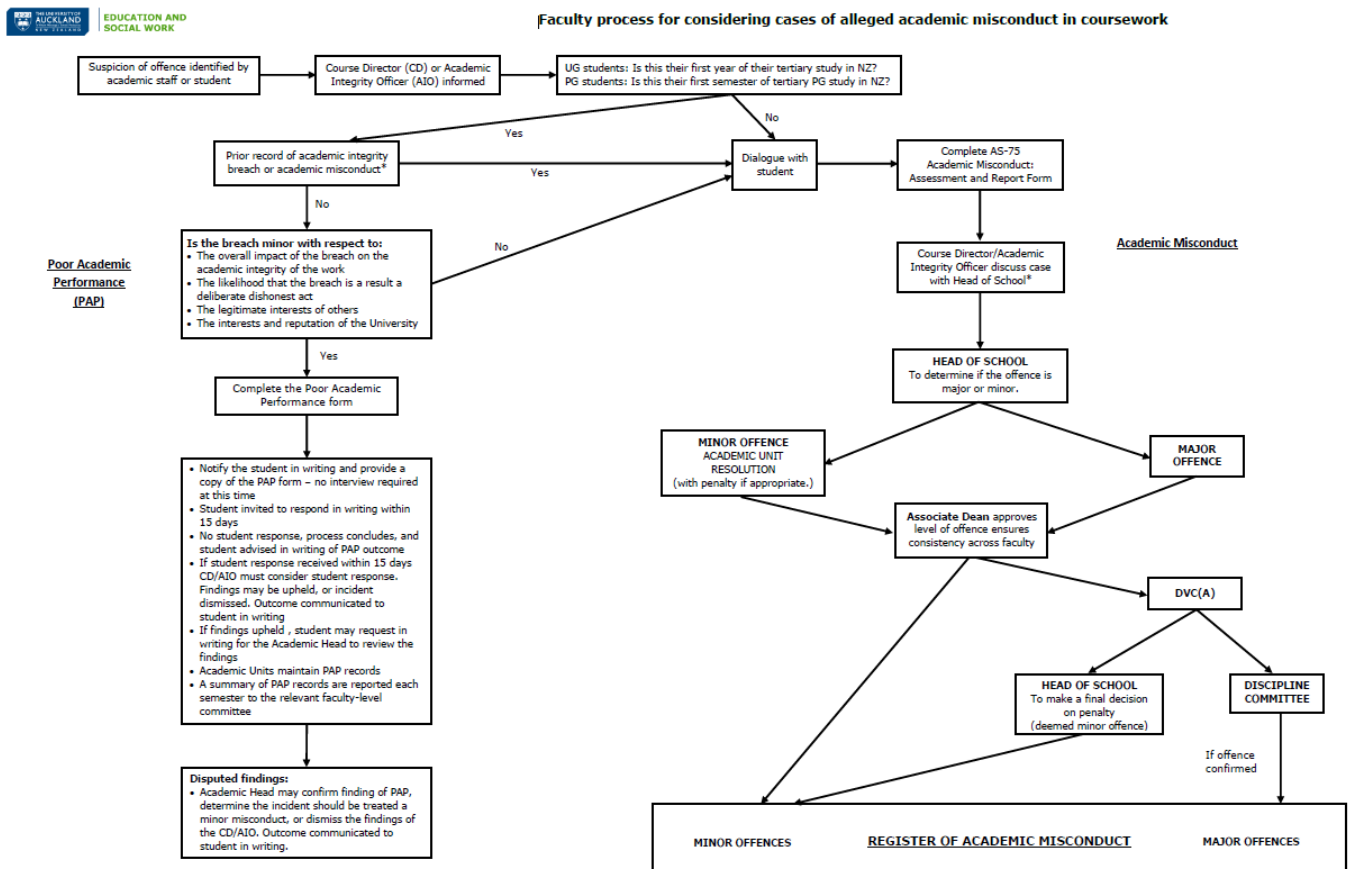 THE UNIVERSITY OF
AUCKLAND
NEW ZEALAND
EDUCATION AND
SOCIAL WORK
Faculty process for considering cases of alleged academic misconduct in coursework
Suspicion of offence identified by
academic staff or student
Course Director (CD) or Academic
Integrity Officer (AIO) informed
UG students: Is this their first year of their tertiary study in NZ?
PG students: Is this their first semester of tertiary PG study in NZ?
Yes
No
Prior record of academic integrity
breach or academic misconduct*
Yes
Dialogue with
student
Complete AS-75
Academic Misconduct:
Assessment and Report Form
No
Poor Academic
Performance
(PAP)
Is the breach minor with respect to:
• The overall impact of the breach on the
academic integrity of the work
• The likelihood that the breach is a result a
deliberate dishonest act
• The legitimate interests of others
• The interests and reputation of the University
No
Course Director/Academic
Integrity Officer discuss case
with Head of School*
Academic Misconduct
Yes
Complete the Poor Academic
Performance form
HEAD OF SCHOOL
To determine if the offence is
major or minor.
MINOR OFFENCE
ACADEMIC UNIT
RESOLUTION
(with penalty if appropriate.)
MAJOR
OFFENCE
• Notify the student in writing and provide a
copy of the PAP form – no interview required
at this time
• Student invited to respond in writing within
15 days
• No student response, process concludes, and
student advised in writing of PAP outcome
• If student response received within 15 days
CD/AIO must consider student response.
Findings may be upheld, or incident
dismissed. Outcome communicated to
student in writing
• If findings upheld , student may request in
writing for the Academic Head to review the
findings
• Academic Units maintain PAP records
• A summary of PAP records are reported each
semester to the relevant faculty-level
committee
Associate Dean approves
level of offence ensures
consistency across faculty
DVC(A)
HEAD OF SCHOOL
To make a final decision
on penalty
(deemed minor offence)
DISCIPLINE
COMMITTEE
If offence
confirmed
Disputed findings:
• Academic Head may confirm finding of PAP,
determine the incident should be treated a
minor misconduct, or dismiss the findings
of the CD/AIO. Outcome communicated to
student in writing.
MINOR OFFENCES
REGISTER OF ACADEMIC MISCONDUCT
MAJOR OFFENCES